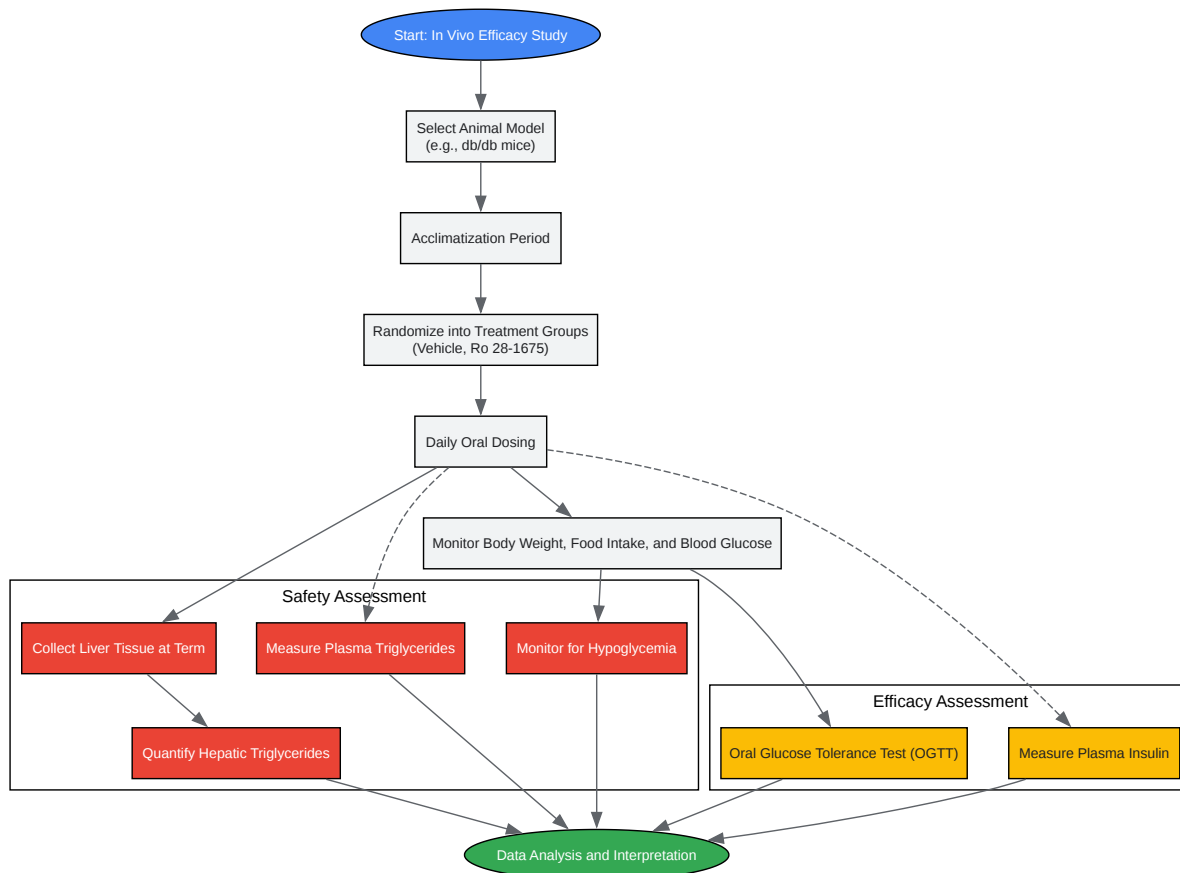 Start: In Vivo Efficacy Study
Select Animal Model
(e.g., db/db mice)
Acclimatization Period
Randomize into Treatment Groups
(Vehicle, Ro 28-1675)
Daily Oral Dosing
Monitor Body Weight, Food Intake, and Blood Glucose
Safety Assessment
Collect Liver Tissue at Term
Measure Plasma Triglycerides
Monitor for Hypoglycemia
Efficacy Assessment
Quantify Hepatic Triglycerides
Oral Glucose Tolerance Test (OGTT)
Measure Plasma Insulin
Data Analysis and Interpretation